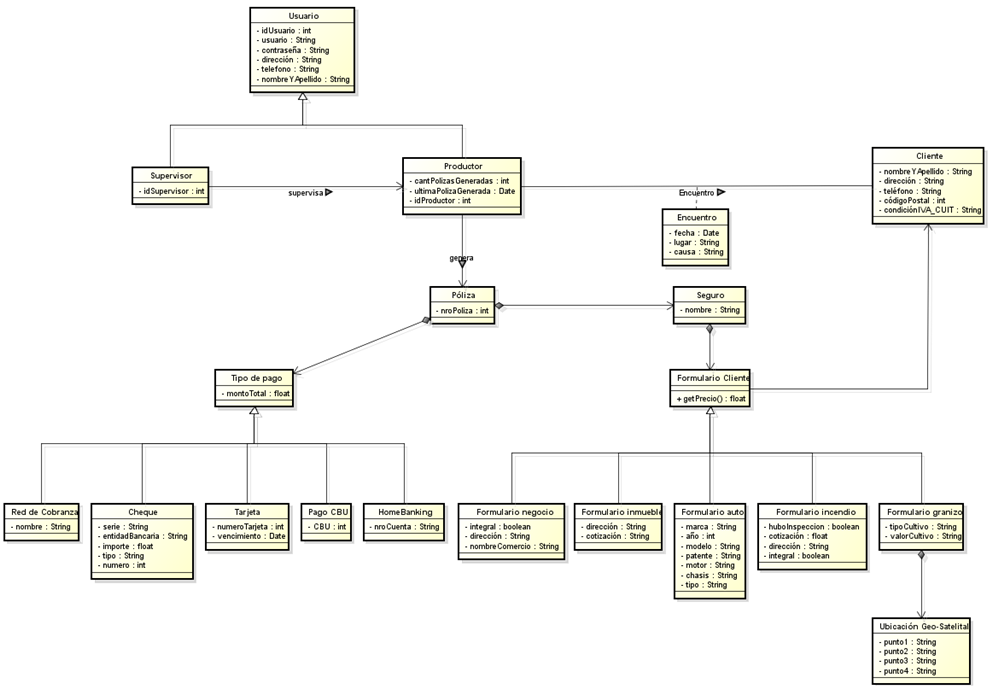 Usuario
- idUsuario : int
- usuario : String
- contraseña : String
- dirección : String
- telefono : String
- nombreYApellido : String
Supervisor
- idSupervisor : int
supervisa
Productor
- cantPolizasGeneradas : int
- ultimaPolizaGenerada : Date
- idProductor : int
Encuentro
Cliente
- nombreYApellido : String
- dirección : String
- teléfono : String
- códigoPostal : int
- condiciónIVA_CUIT : String
Encuentro
- fecha : Date
- lugar : String
- causa : String
genera
Póliza
- nroPoliza : int
Seguro
- nombre : String
Tipo de pago
- montoTotal : float
Formulario Cliente
+ getPrecio() : float
Red de Cobranza
- nombre : String
Cheque
- serie : String
- entidadBancaria : String
- importe : float
- tipo : String
- numero : int
Tarjeta
- numeroTarjeta : int
- vencimiento : Date
Pago CBU
- CBU : int
HomeBanking
- nroCuenta : String
Formulario negocio
- integral : boolean
- dirección : String
- nombreComercio : String
Formulario inmueble
- dirección : String
- cotización : String
Formulario auto
- marca : String
- año : int
- modelo : String
- patente : String
- motor : String
- chasis : String
- tipo : String
Formulario incendio
- huboInspeccion : boolean
- cotización : float
- dirección : String
- integral : boolean
Formulario granizo
- tipoCultivo : String
- valorCultivo : String
Ubicación Geo-Satelital
- punto1 : String
- punto2 : String
- punto3 : String
- punto4 : String